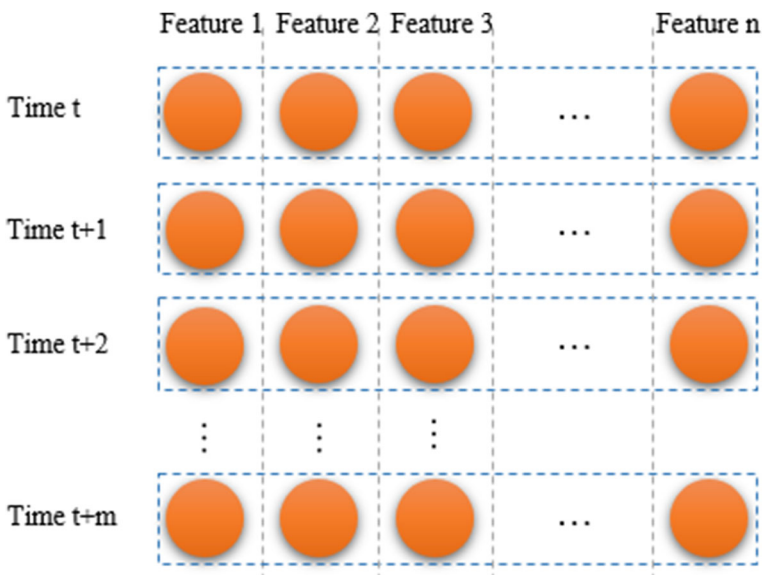 Feature 1 Feature 2 Feature 3 Feature n
Time t ...
Time t+1 ...
Time t+2 ...
⋮ ⋮ ⋮
Time t+m ...